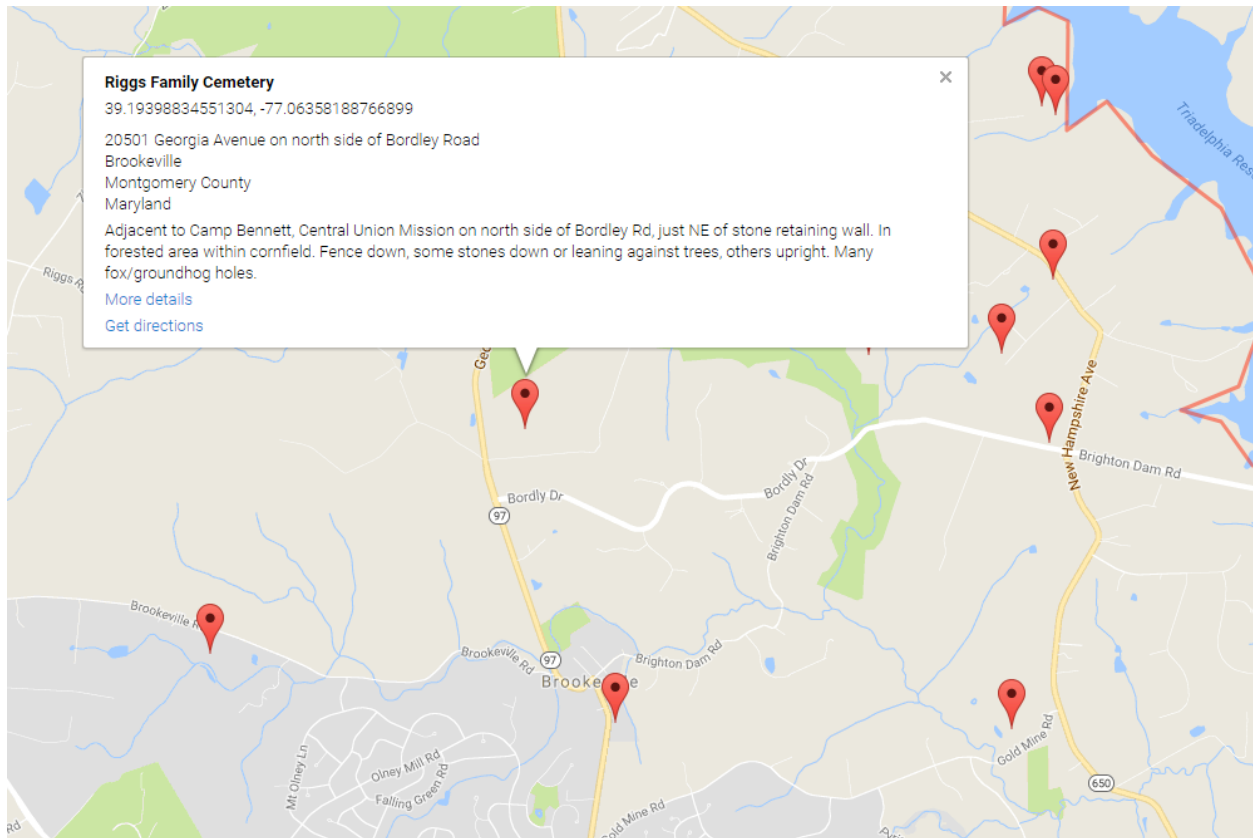 Riggs Family Cemetery
39.19398834551304, -77.06358188766899
20501 Georgia Avenue on north side of Bordley Road
Brookeville
Montgomery County
Maryland
Adjacent to Camp Bennett, Central Union Mission on north side of Bordley Rd, just NE of stone retaining wall. In
forested area within cornfield. Fence down, some stones down or leaning against trees, others upright. Many
fox/groundhog holes.
More details
Get directions
Triadelphia
Riggs
New Hampshire Ave
Brighton Dam Rd
Bordly Dr
Bordly Dr
97
Brighton Dam Rd
Brookeville
Brookeville Rd
97
Brighton Dam Rd
Brookeville
Mt Olney Ln
Olney Mill Rd
Falling Green Rd
Gold Mine Rd
650
Gold Mine Rd
Rd